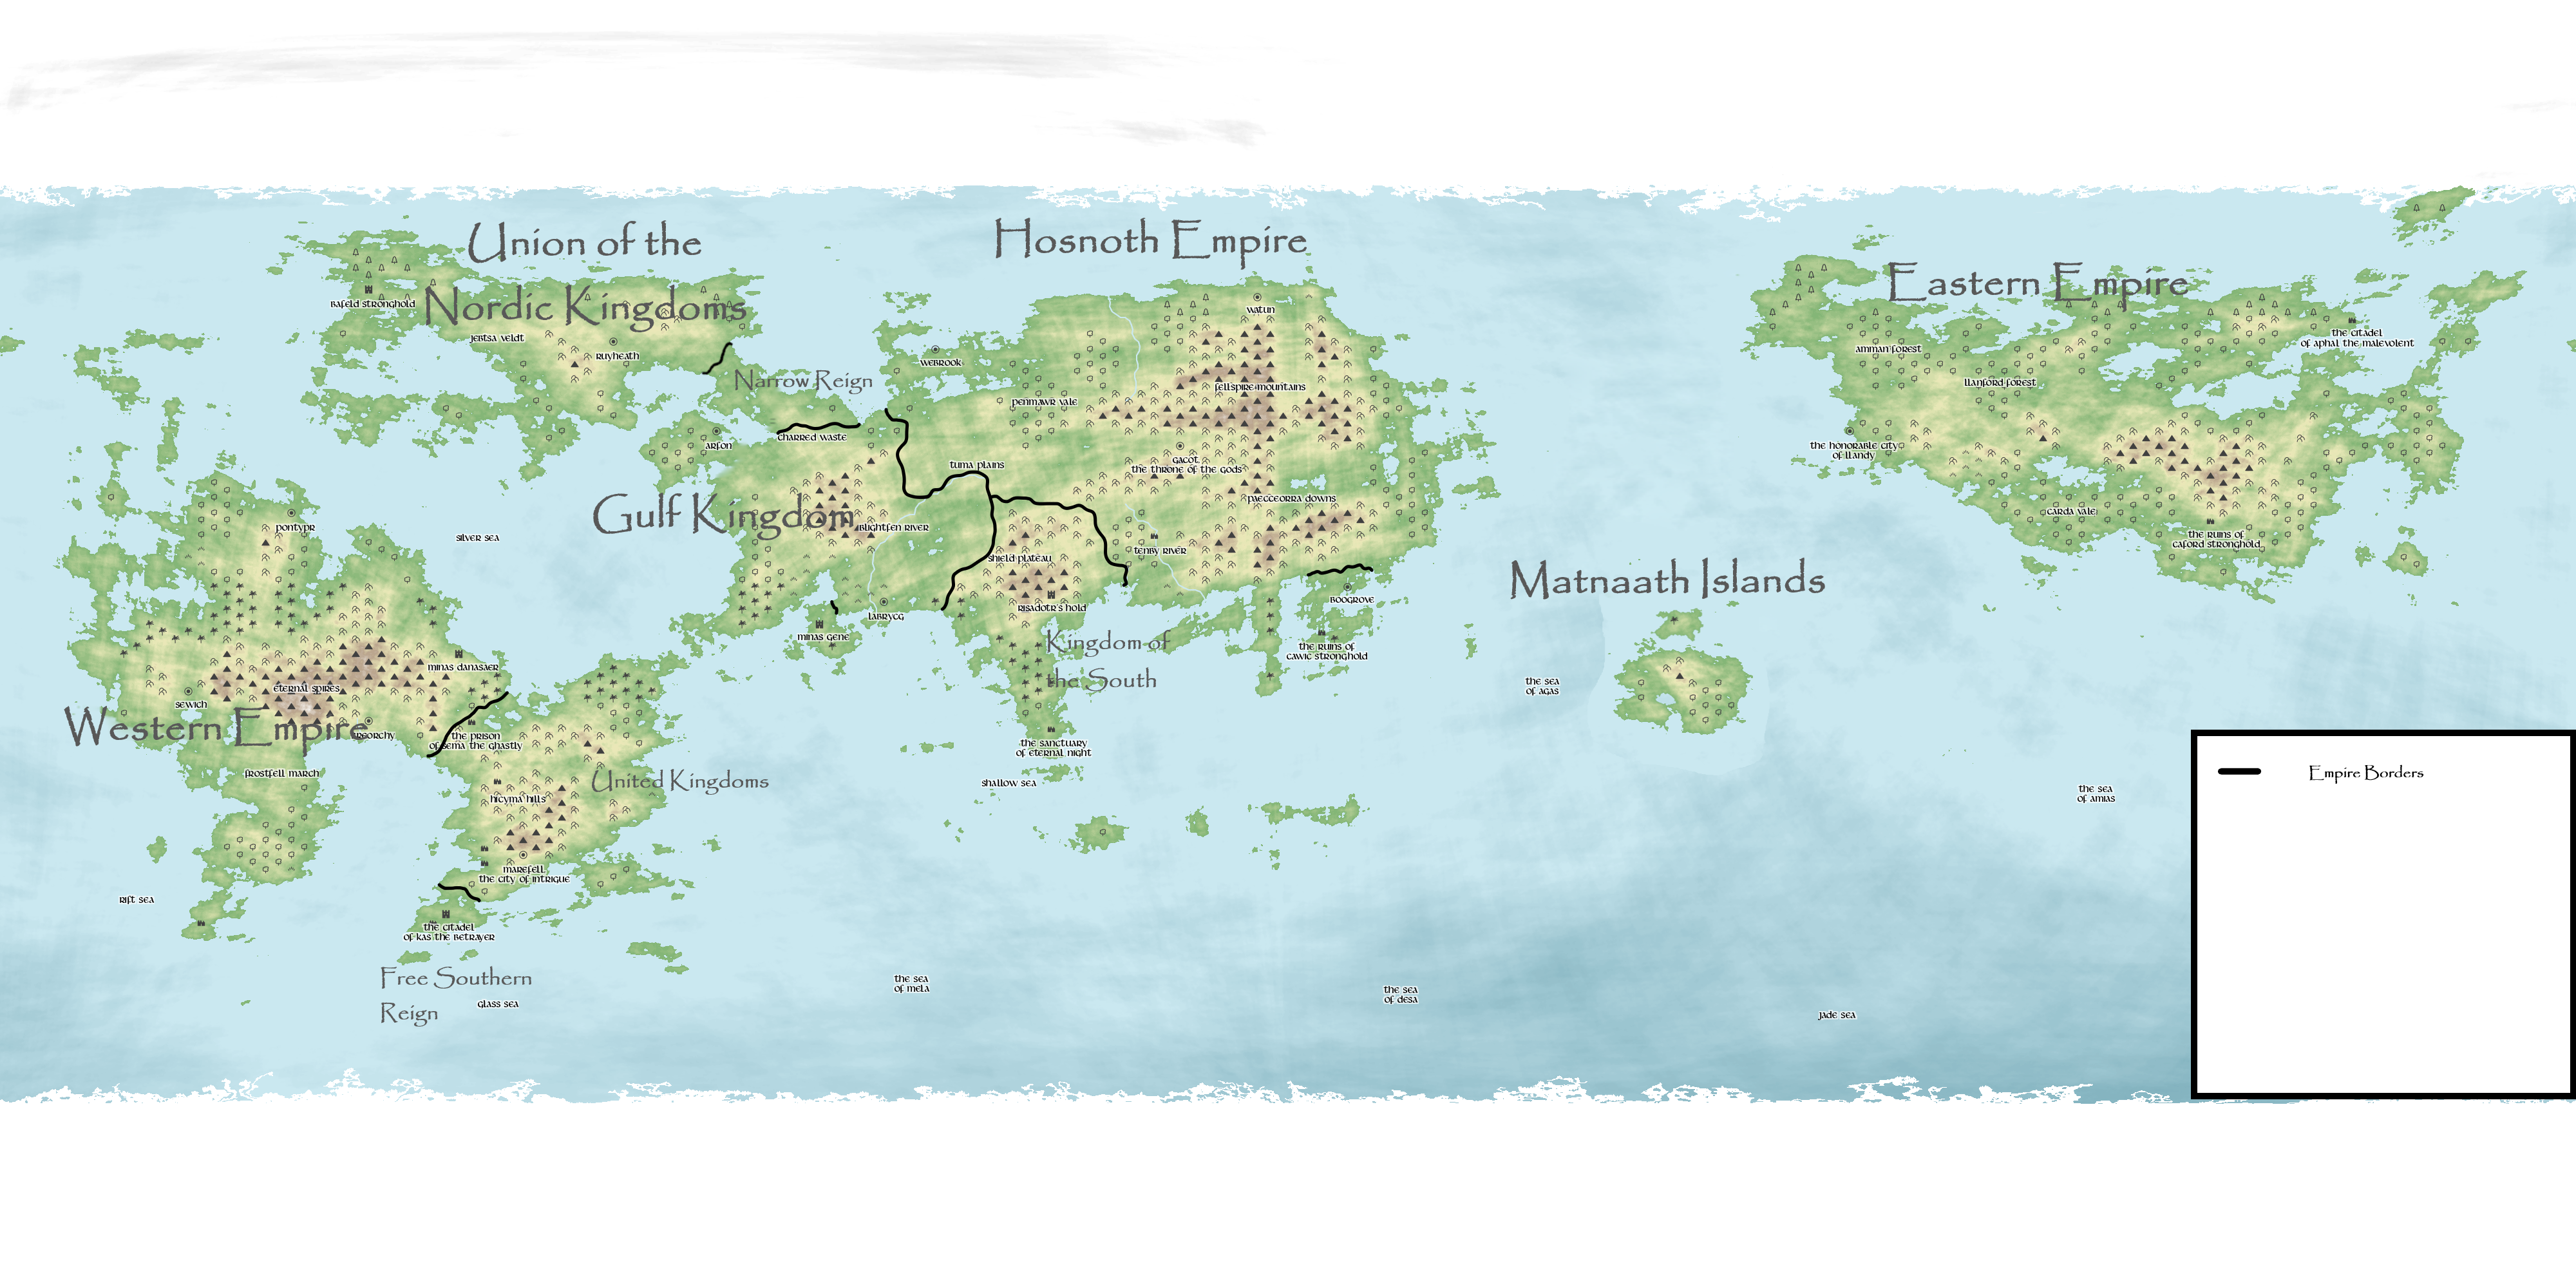 Union of the
Nordic Kingdoms
Hosnoth Empire
Eastern Empire
Bafeld Stronghold
Jebtsa Veldt
Ruyheath
Narrow Reign
Webrook
Watun
Fellspire Mountains
Penmawr Vale
Amman Forest
Llanford Forest
The Citadel
of Aphal the Malevolent
Charred Waste
Arfon
Tuma Plains
Gacot,
The Throne of the Gods
The Honorable City
of Llandy
Paecceorra Downs
Carda Vale
The Ruins of
Caford Stronghold
Pontypr
Silver Sea
Gulf Kingdom
Blightfen River
Shield Plateau
Tenby River
Risadotr's Hold
Boogrove
Matnaath Islands
Minas Gene
Labrycg
Kingdom of
the South
The Ruins of
Cawic Stronghold
Minas Danasaer
Eternal Spires
Sewich
Western Empire
The Prison
of Sema the Ghastly
The Sea
of Agas
The Sanctuary
of Eternal Night
Frostfell March
United Kingdoms
Shallow Sea
Hicyma Hills
The Sea
of Amias
Empire Borders
Marefell,
The City of Intrigue
Rift Sea
The Citadel
of Kas the Betrayer
Free Southern
Reign
Glass Sea
The Sea
of Mela
The Sea
of Desa
Jade Sea